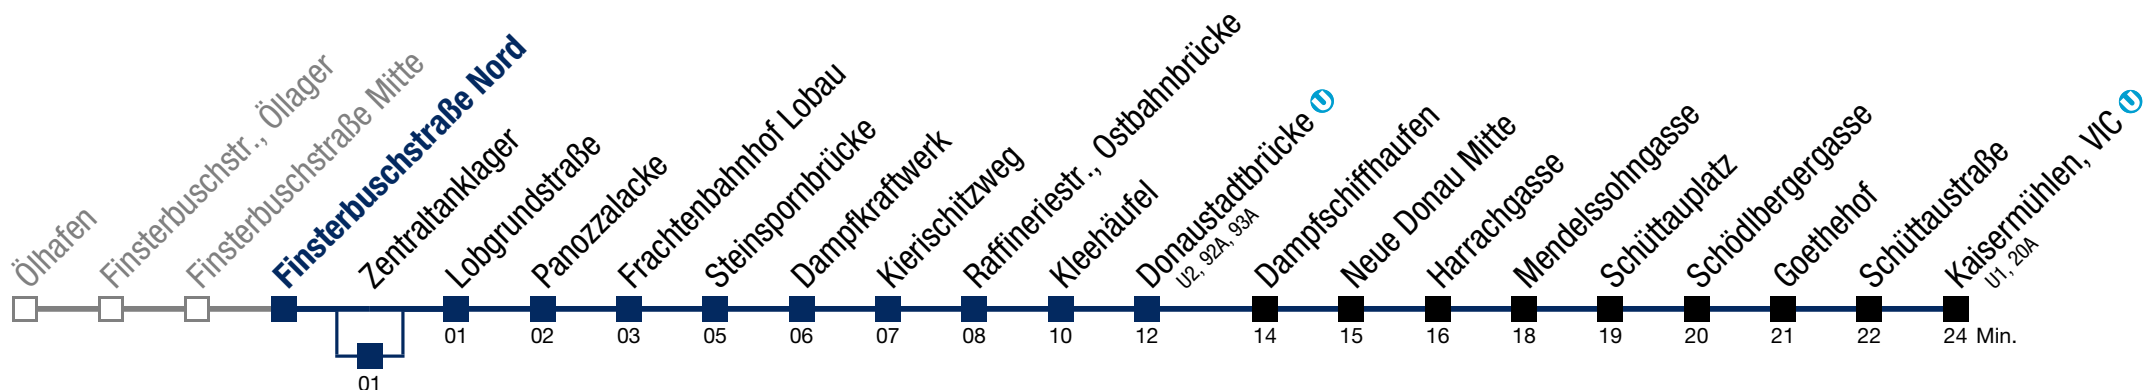 Ölhafen
Finsterbuschstr., Öllager
Finsterbuschstraße Mitte
Finsterbuschstraße Nord
Zentraltanklager
Lobgrundstraße
Panozzalacke
Frachtenbahnhof Lobau
Steinspornbrücke
Dampfkraftwerk
Kierischitzweg
Raffineriestr., Ostbahnbrücke
Kleehäufel
Donaustadtbrücke
U2, 92A, 93A
Dampfschiffhaufen
Neue Donau Mitte
Harrachgasse
Mendelssohngasse
Schüttauplatz
Schödlbergergasse
Goethehof
Schüttaustraße
Kaisermühlen, VIC
U1, 20A
01 02 03 05 06 07 08 10 12 14 15 16 18 19 20 21 22 24 Min.
01